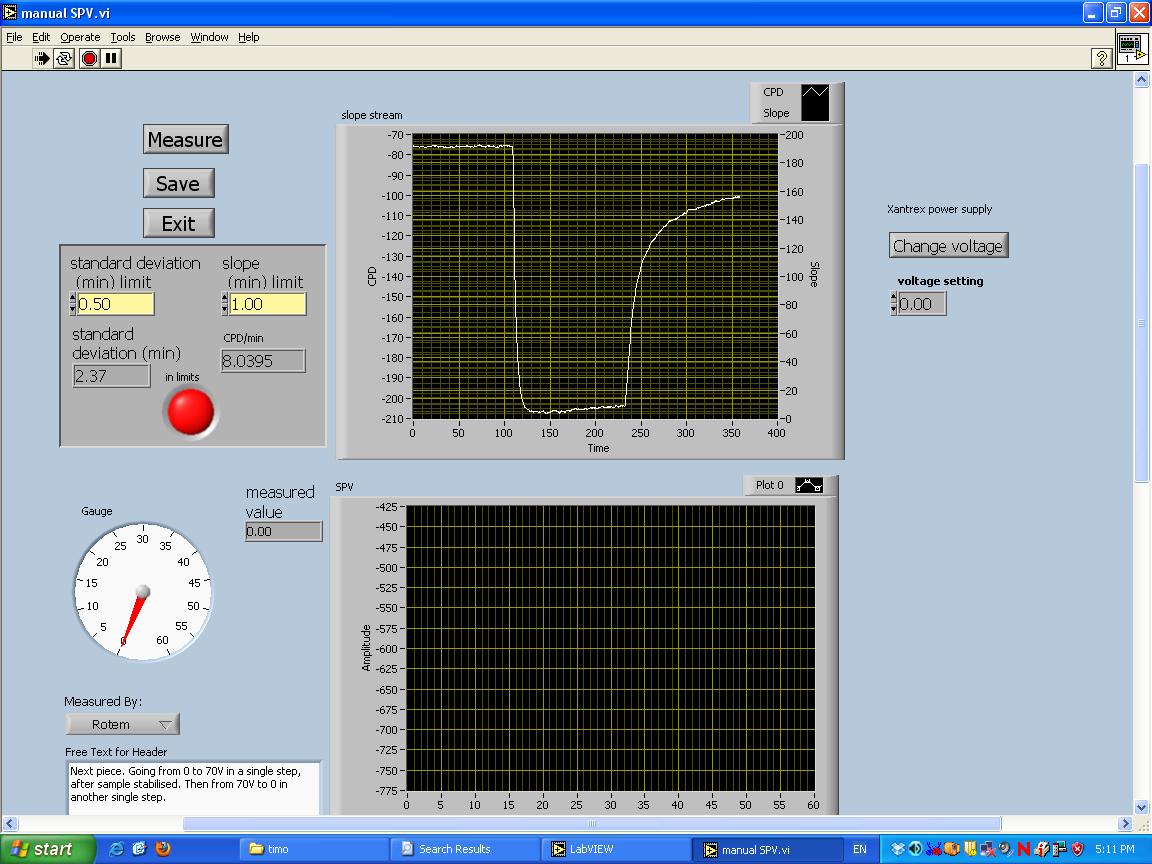 manual SPV.vi
File Edit Operate Tools Browse Window Help
1
?
CPD
Slope
slope stream
Measure
Save
Exit
standard deviation
(min) limit
0.50
slope
(min) limit
1.00
standard
deviation (min)
2.37
CPD/min
8.0395
in limits
-70
-80
-90
-100
-110
-120
-130
-140
-150
-160
-170
-180
-190
-200
-210
CPD
200
180
160
140
120
100
80
60
40
20
0
Slope
0 50 100 150 200 250 300 350 400
Time
Xantrex power supply
Change voltage
voltage setting
0.00
measured
value
0.00
Gauge
0 5 10 15 20 25 30 35 40 45 50 55 60
SPV
Plot 0
-425
-450
-475
-500
-525
-550
-575
-600
-625
-650
-675
-700
-725
-750
-775
Amplitude
0 5 10 15 20 25 30 35 40 45 50 55 60
Measured By:
Rotem
Free Text for Header
Next piece. Going from 0 to 70V in a single step,
after sample stabilised. Then from 70V to 0 in
another single step.
start timo Search Results LabVIEW manual SPV.vi EN 5:11 PM